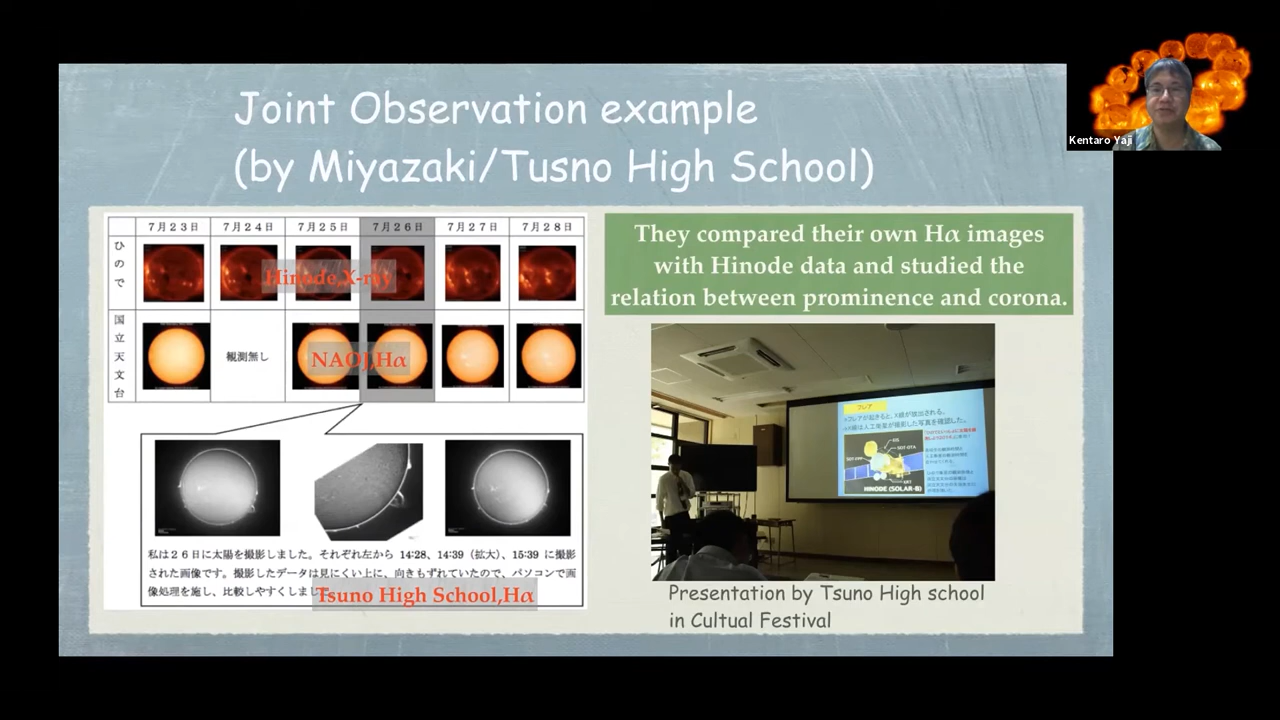 Joint Observation example
(by Miyazaki/Tusno High School)
Kentaro Yaji
7月23日 7月24日 7月25日 7月26日 7月27日 7月28日
ひので
Hinode,X-ray
国立天文台
観測無し
NAOJ,Hα
私は26日に太陽を撮影しました。それぞれ左から 14:28、14:39（拡大）、15:39 に撮影
された画像です。撮影したデータは見にくい上に、向きもずれていたので、パソコンで画
像処理を施し、比較しやすくしまし
Tsuno High School,Hα
They compared their own Hα images
with Hinode data and studied the
relation between prominence and corona.
フレア
HINODE (SOLAR-B)
Presentation by Tsuno High school
in Cultual Festival